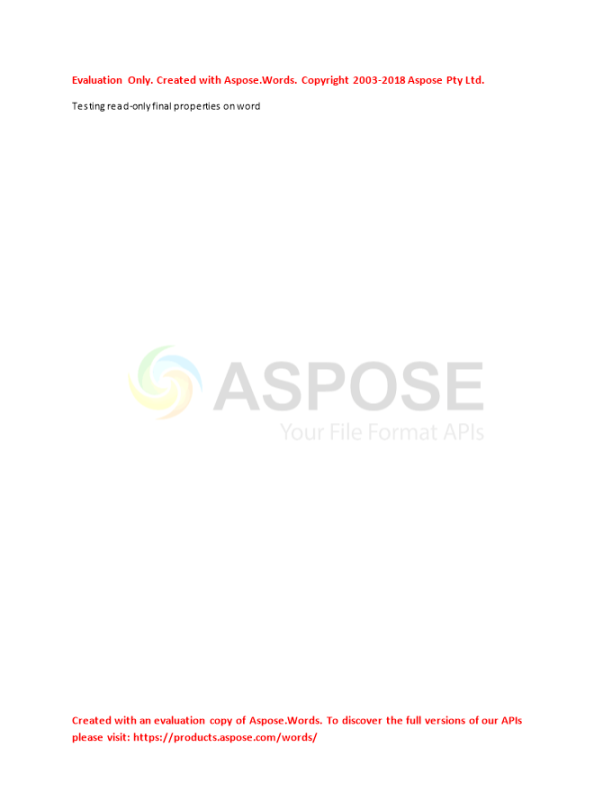 Evaluation Only. Created with Aspose.Words. Copyright 2003-2018 Aspose Pty Ltd.
Testing read-only final properties on word
ASPOSE
Your File Format APIs
Created with an evaluation copy of Aspose.Words. To discover the full versions of our APIs
please visit: https://products.aspose.com/words/